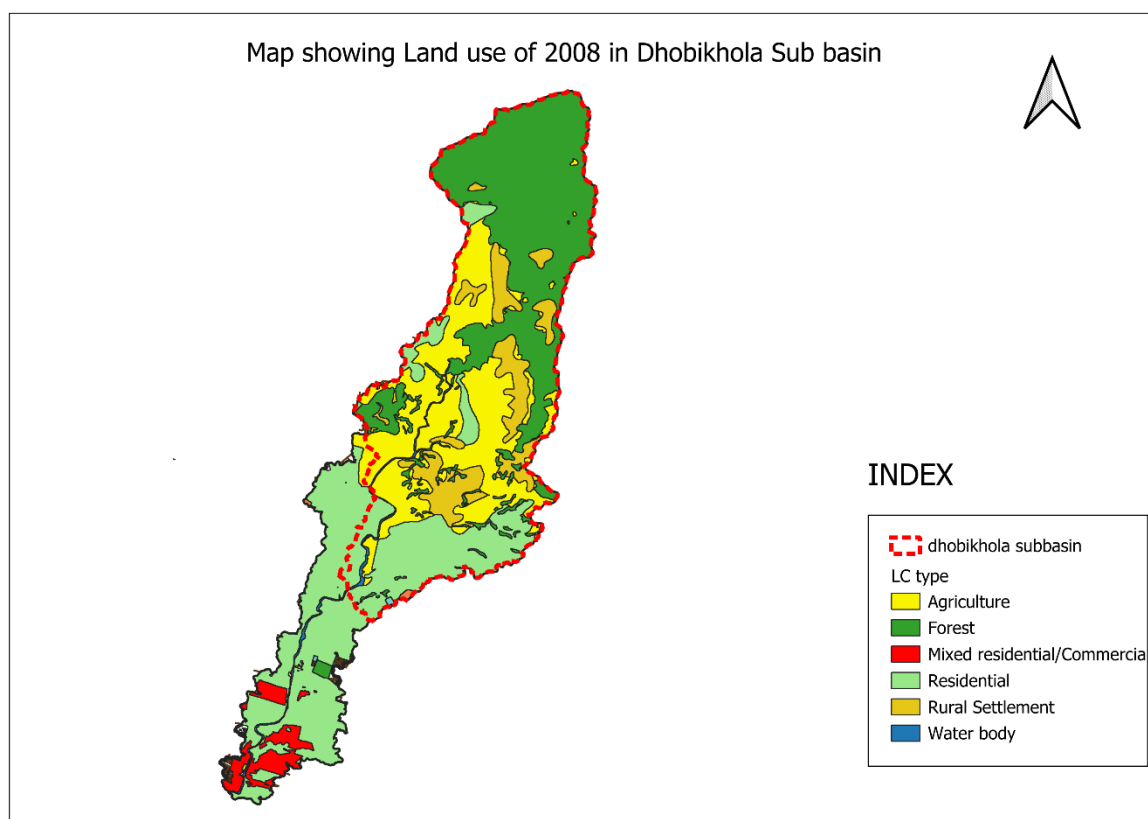 Map showing Land use of 2008 in Dhobikhola Sub basin
INDEX
dhobikhola subbasin
LC type
Agriculture
Forest
Mixed residential/Commercia
Residential
Rural Settlement
Water body